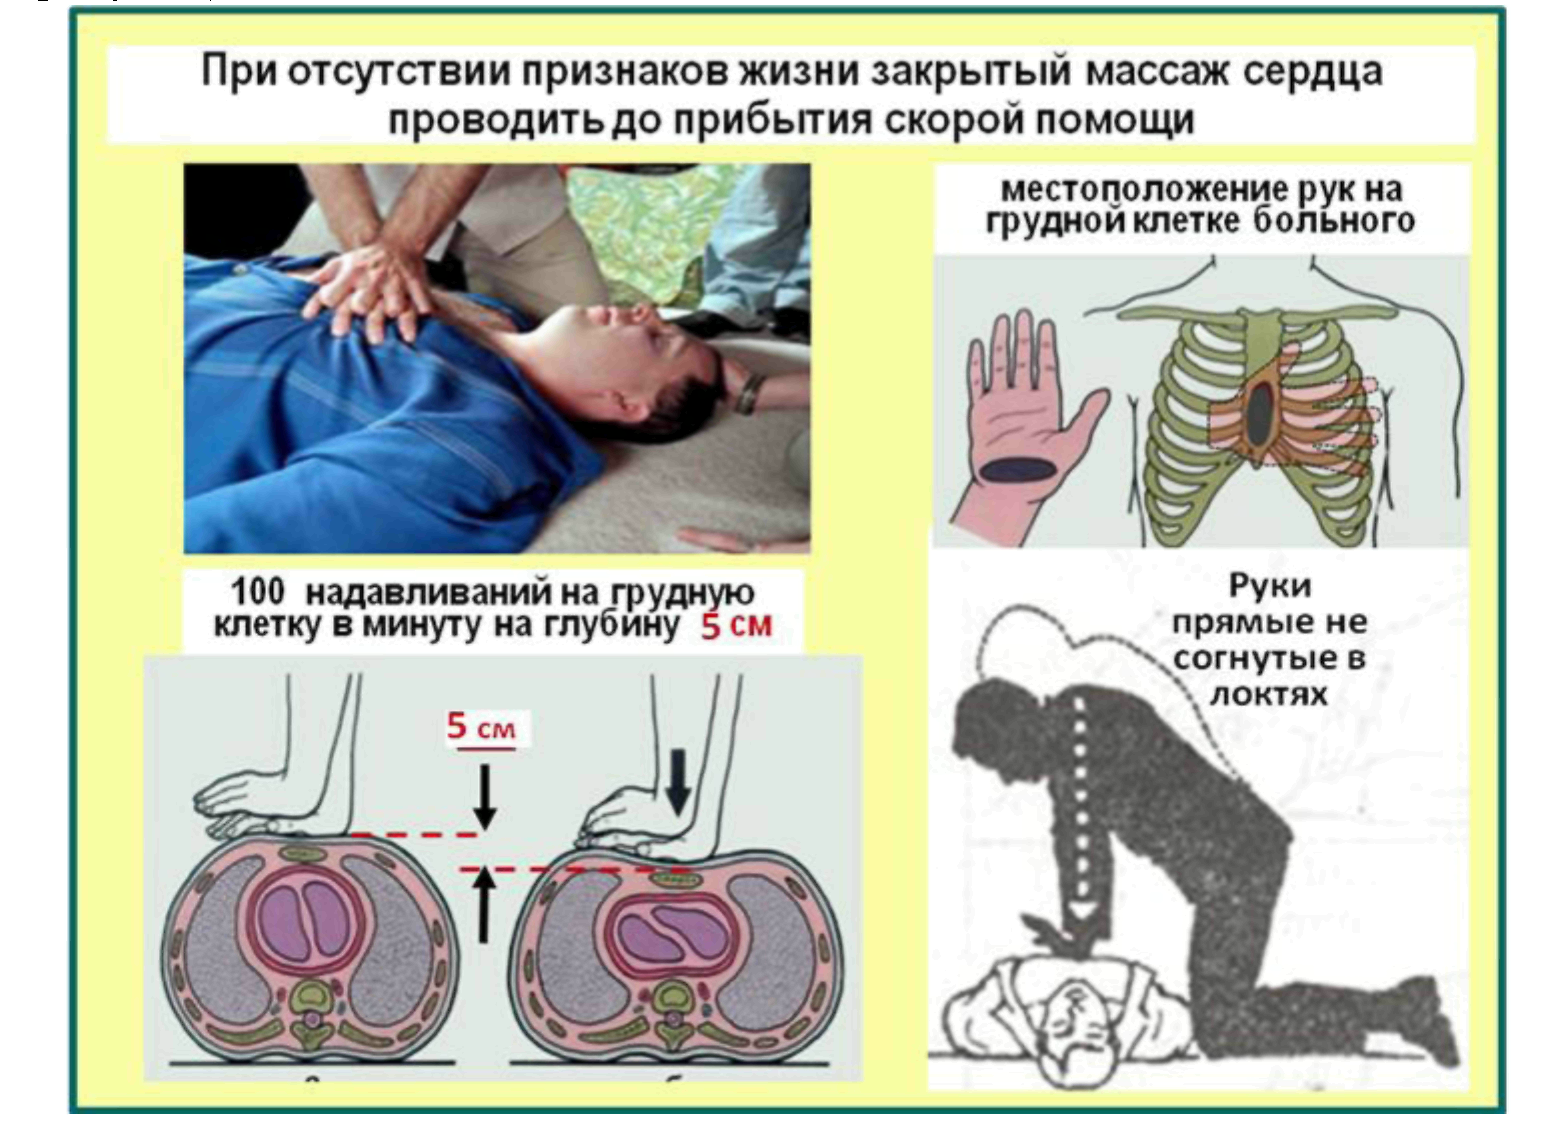 При отсутствии признаков жизни закрытый массаж сердца
проводить до прибытия скорой помощи
местоположение рук на
грудной клетке больного
100 надавливаний на грудную
клетку в минуту на глубину 5 см
5 см
Руки
прямые не
согнутые в
локтях